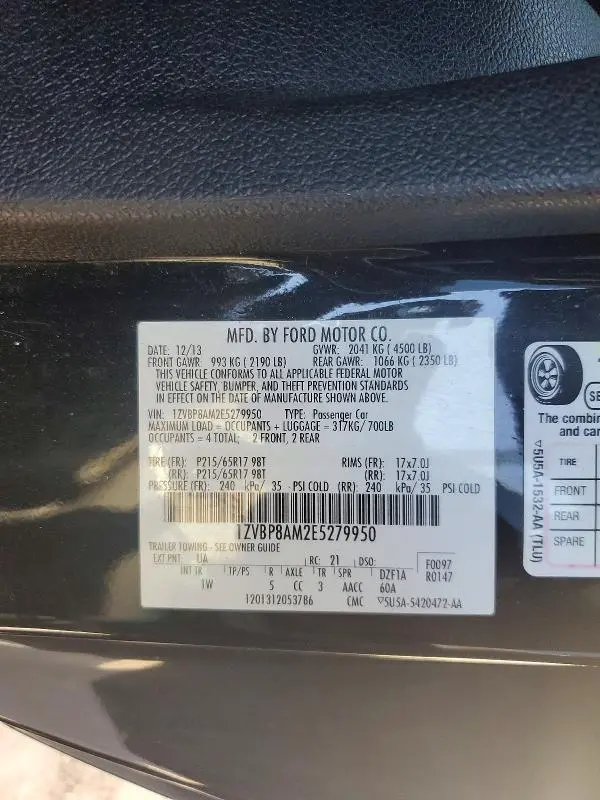 MFD. BY FORD MOTOR CO.
DATE: 12/13 GVWR: 2041 KG ( 4500 LB)
FRONT GAWR: 993 KG ( 2190 LB) REAR GAWR: 1066 KG ( 2350 LB)
THIS VEHICLE CONFORMS TO ALL APPLICABLE FEDERAL MOTOR
VEHICLE SAFETY, BUMPER, AND THEFT PREVENTION STANDARDS
IN EFFECT ON THE DATE OF MANUFACTURE SHOWN ABOVE.
VIN: 1ZVBP8AM2E5279950 TYPE: Passenger Car
MAXIMUM LOAD = OCCUPANTS + LUGGAGE = 317KG/ 700LB
OCCUPANTS = 4 TOTAL, 2 FRONT, 2 REAR
TIRE (FR): P215/65R17 98T RIMS (FR): 17x7.0J
(RR): P215/65R17 98T (RR): 17x7.0J
PRESSURE (FR): 240 kPa/ 35 PSI COLD (RR): 240 kPa/ 35 PSI COLD
1ZVBP8AM2E5279950
TRAILER TOWING - SEE OWNER GUIDE
EXT PNT: UA RC: 21 DSO: F0097
INT TR TP/PS R AXLE TR SPR DZF1A R0147
1W 5 CC 3 AACC 60A
1201312053786 CMC ▽5U5A-5420472-AA
The combin
and car
TIRE
FRONT
REAR
SPARE
▽5U5A-1532-AA (TLU)